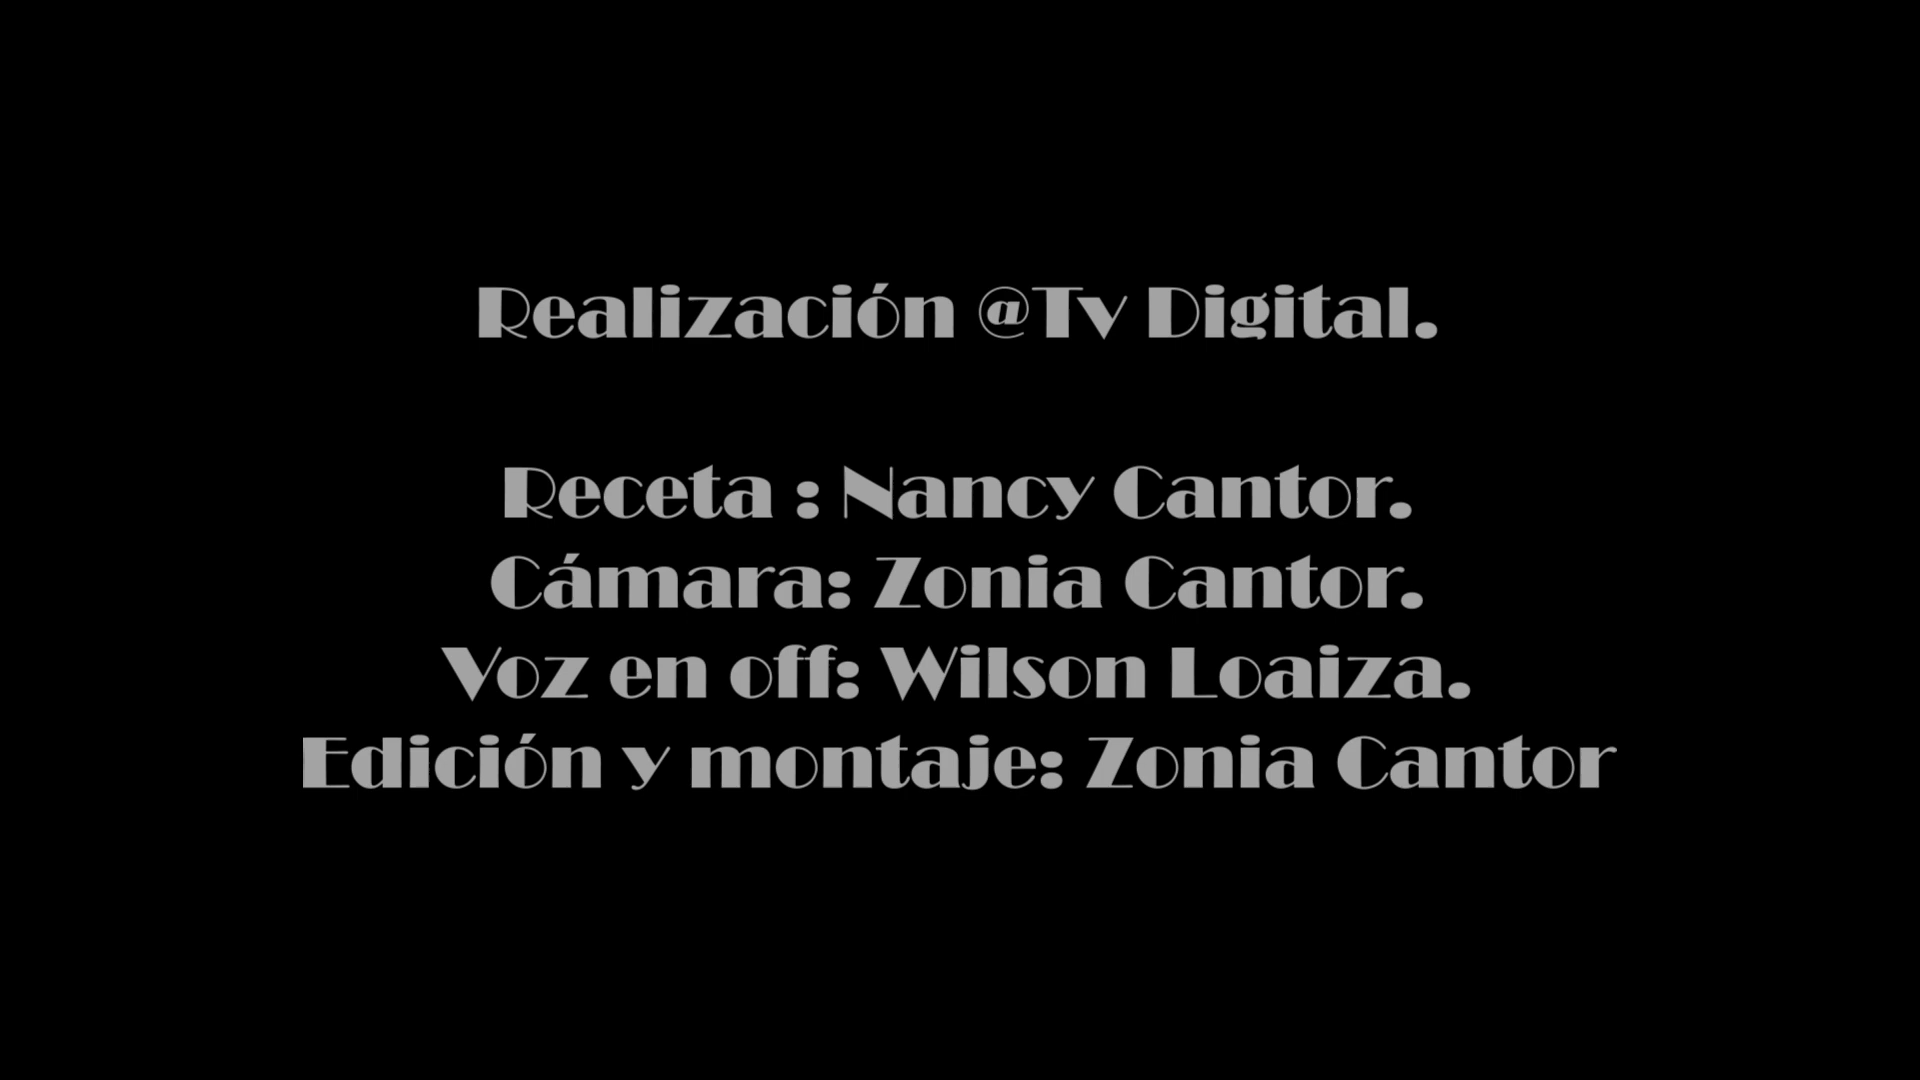 Realización @Tv Digital.
Receta : Nancy Cantor.
Cámara: Zonia Cantor.
Voz en off: Wilson Loaiza.
Edición y montaje: Zonia Cantor